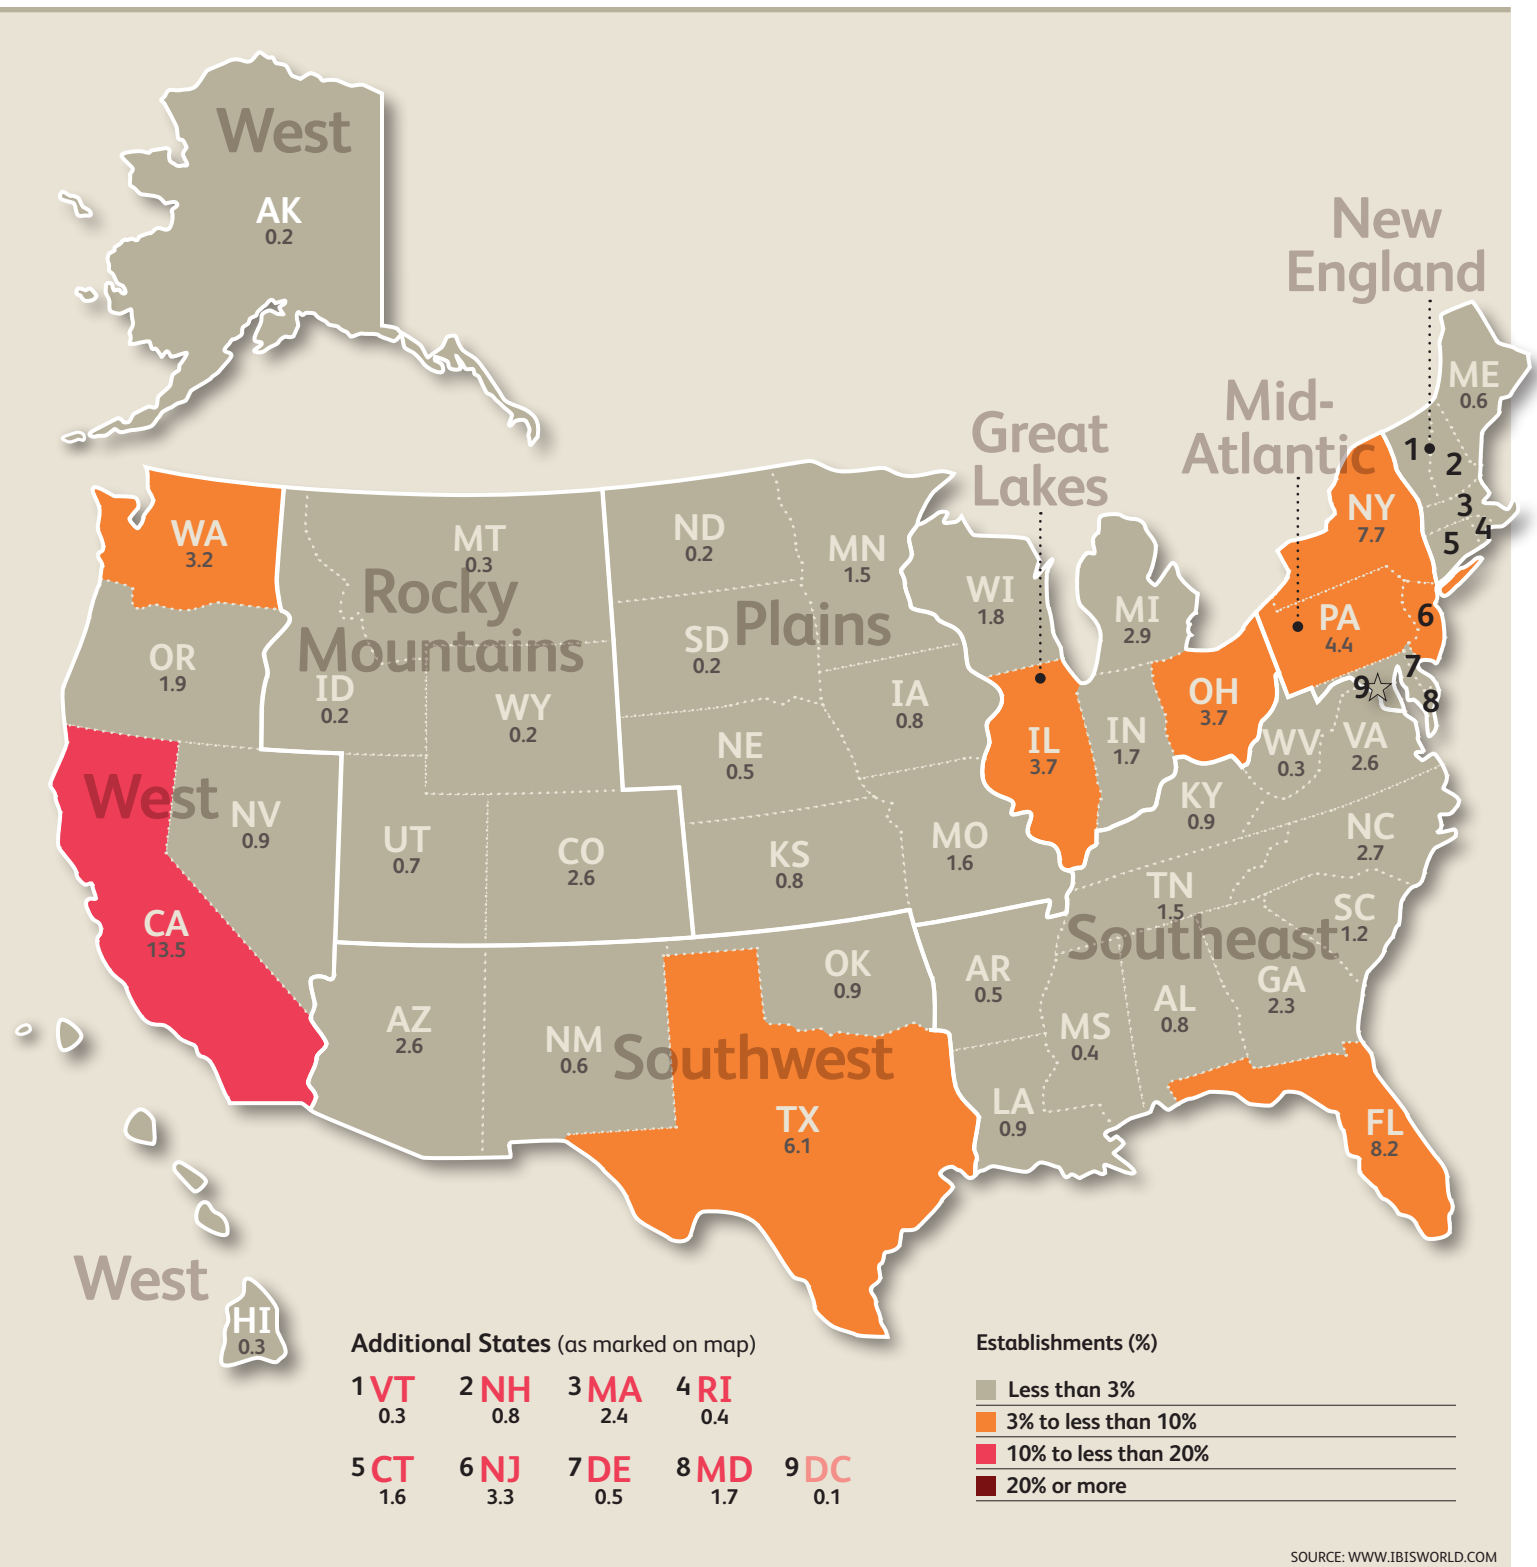 West
AK
0.2
New
England
ME
0.6
Mid-
Atlantic
Great
Lakes
1
2
3
4
5
NY
7.7
WA
3.2
MT
0.3
ND
0.2
MN
1.5
Rocky
Mountains
WI
1.8
MI
2.9
PA
4.4
6
OR
1.9
SD
0.2
Plains
7
ID
0.2
WY
0.2
IA
0.8
OH
3.7
9
8
NE
0.5
IL
3.7
IN
1.7
WV
0.3
VA
2.6
West
NV
0.9
KY
0.9
UT
0.7
CO
2.6
KS
0.8
MO
1.6
NC
2.7
TN
1.5
CA
13.5
SC
1.2
Southeast
OK
0.9
AR
0.5
GA
2.3
AZ
2.6
NM
0.6
Southwest
MS
0.4
AL
0.8
TX
6.1
LA
0.9
FL
8.2
West
HI
0.3
Additional States (as marked on map)
1 VT 2 NH 3 MA 4 RI
0.3 0.8 2.4 0.4
5 CT 6 NJ 7 DE 8 MD 9 DC
1.6 3.3 0.5 1.7 0.1
Establishments (%)
Less than 3%
3% to less than 10%
10% to less than 20%
20% or more
SOURCE: WWW.IBISWORLD.COM